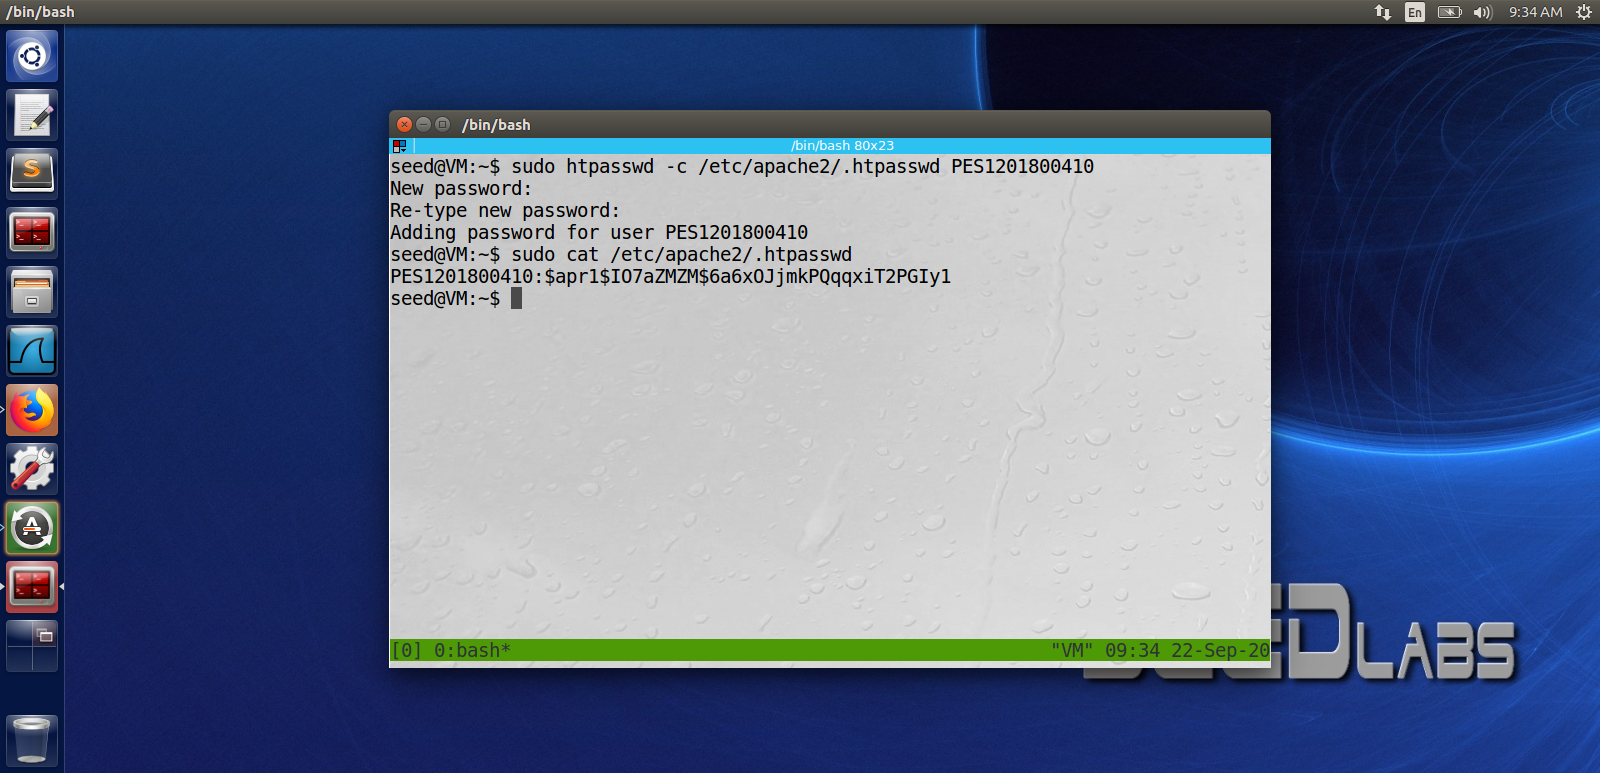 /bin/bash
En
9:34 AM
/bin/bash
/bin/bash 80x23
seed@VM:~$ sudo htpasswd -c /etc/apache2/.htpasswd PES1201800410
New password:
Re-type new password:
Adding password for user PES1201800410
seed@VM:~$ sudo cat /etc/apache2/.htpasswd
PES1201800410:$apr1$IO7aZMZM$6a6xOJjmkPQqqxiT2PGIy1
seed@VM:~$
[0] 0:bash* "VM" 09:34 22-Sep-20
LABS